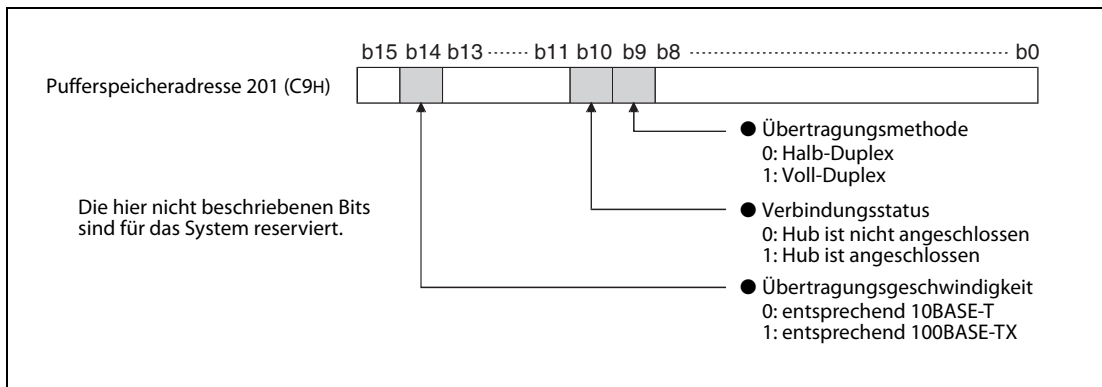 b15 b14 b13 ······ b11 b10 b9 b8 ······ b0
Pufferspeicheradresse 201 (C9H)
● Übertragungsmethode
0: Halb-Duplex
1: Voll-Duplex
Die hier nicht beschriebenen Bits
sind für das System reserviert.
● Verbindungsstatus
0: Hub ist nicht angeschlossen
1: Hub ist angeschlossen
● Übertragungsgeschwindigkeit
0: entsprechend 10BASE-T
1: entsprechend 100BASE-TX